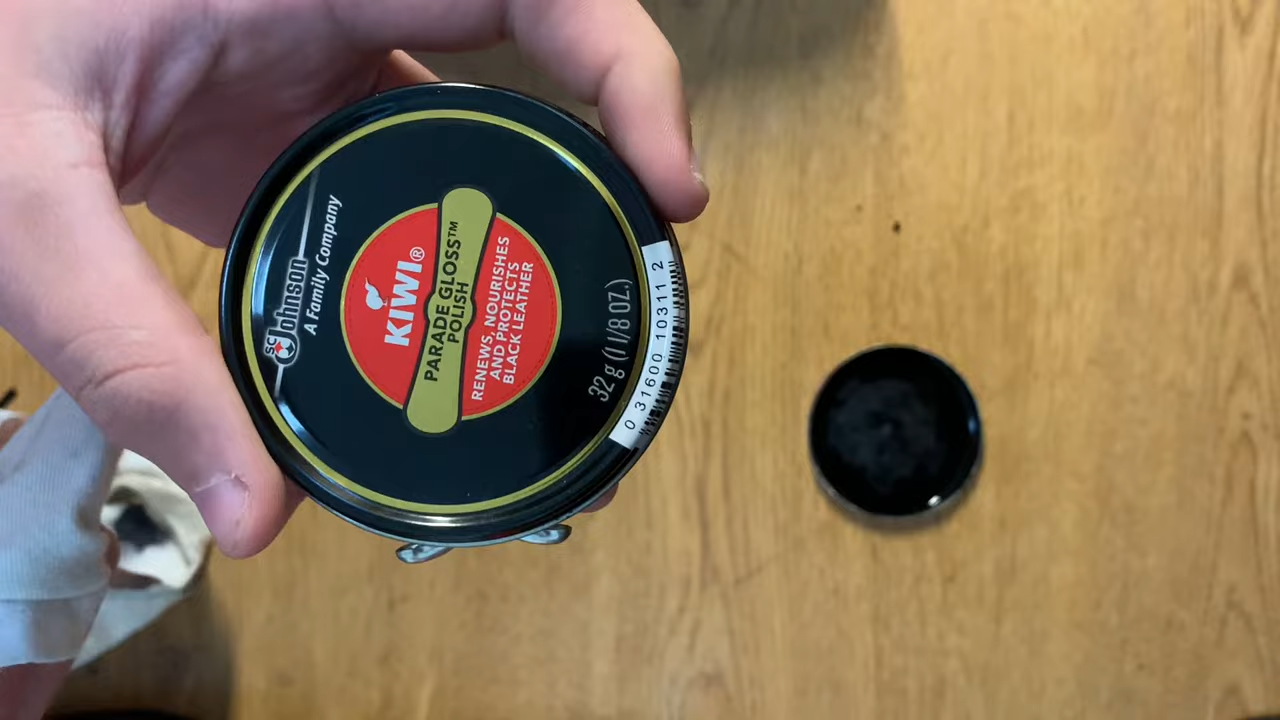 SC Johnson
A Family Company
KIWI®
PARADE GLOSS™
POLISH
RENEWS, NOURISHES
AND PROTECTS
BLACK LEATHER
32 g (1 1/8 OZ.)
0 31600 10311 2